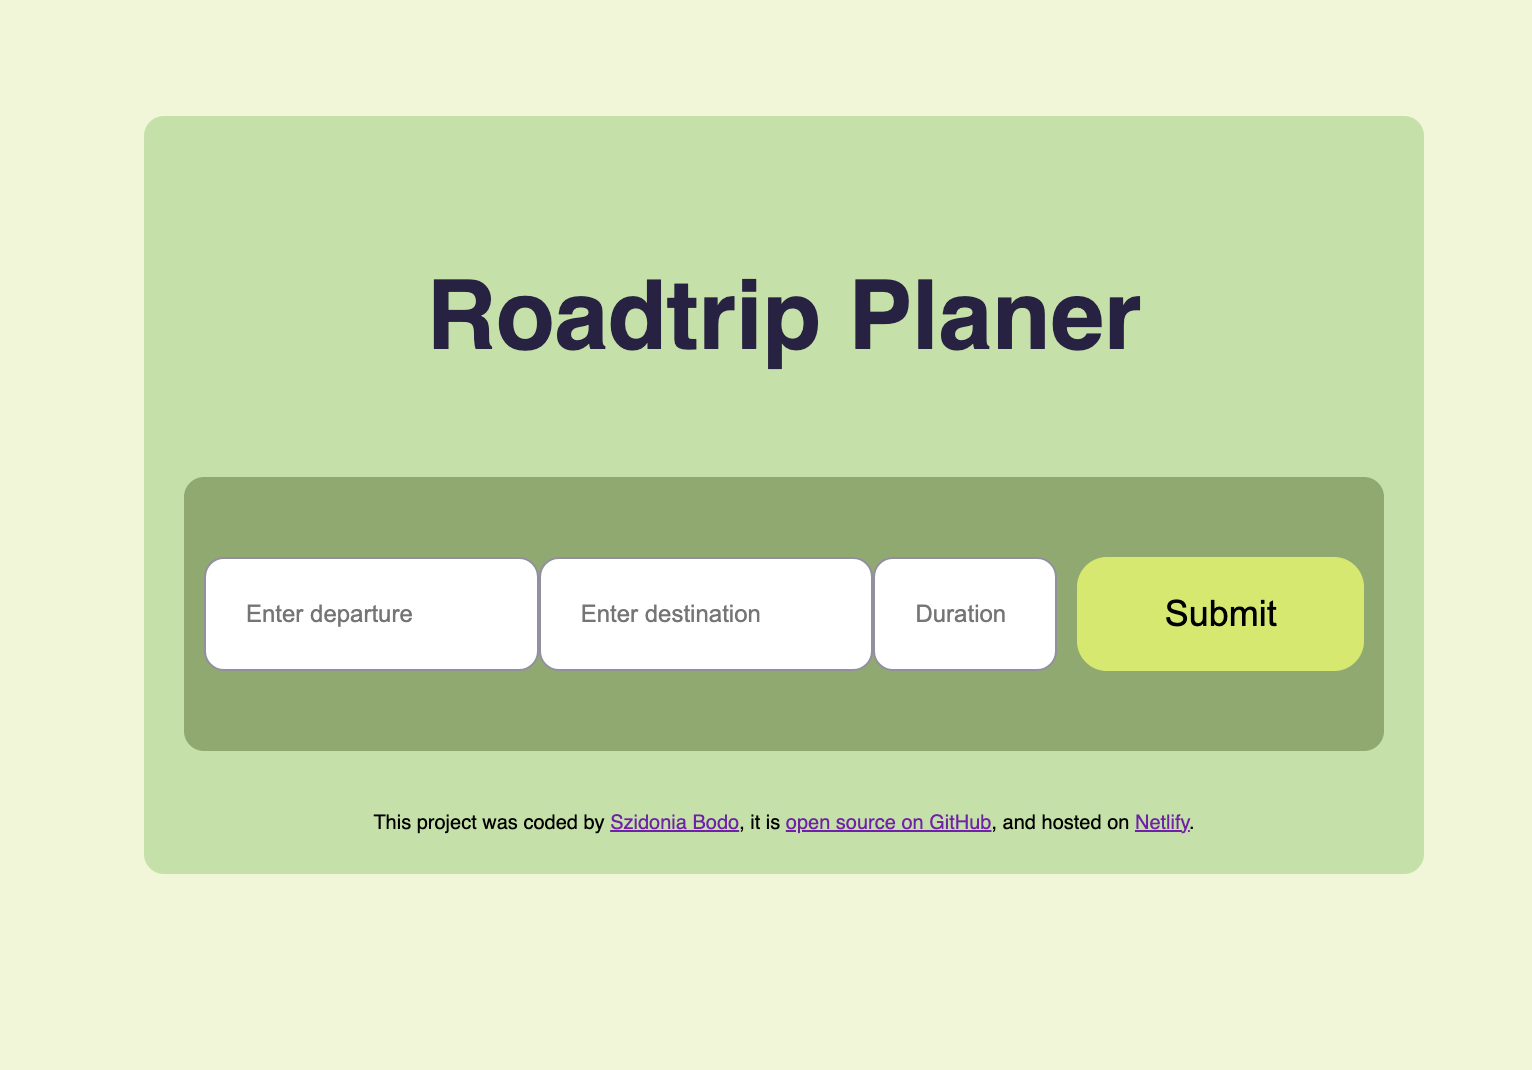 Roadtrip Planer
Enter departure Enter destination Duration Submit
This project was coded by Szidonia Bodo, it is open source on GitHub, and hosted on Netlify.